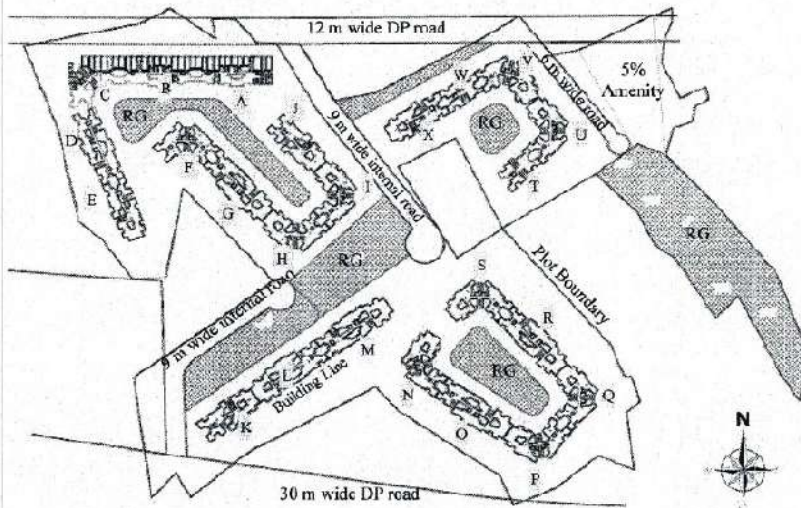 12 m wide DP road
W
V
6 m wide road
5%
Amenity
C
B
A
J
RG
9 m wide internal road
X
RG
U
D
F
T
E
G
I
H
RG
RG
S
Plot Boundary
9 m wide internal road
R
M
L
RG
Building Line
N
Q
K
O
P
N
30 m wide DP road